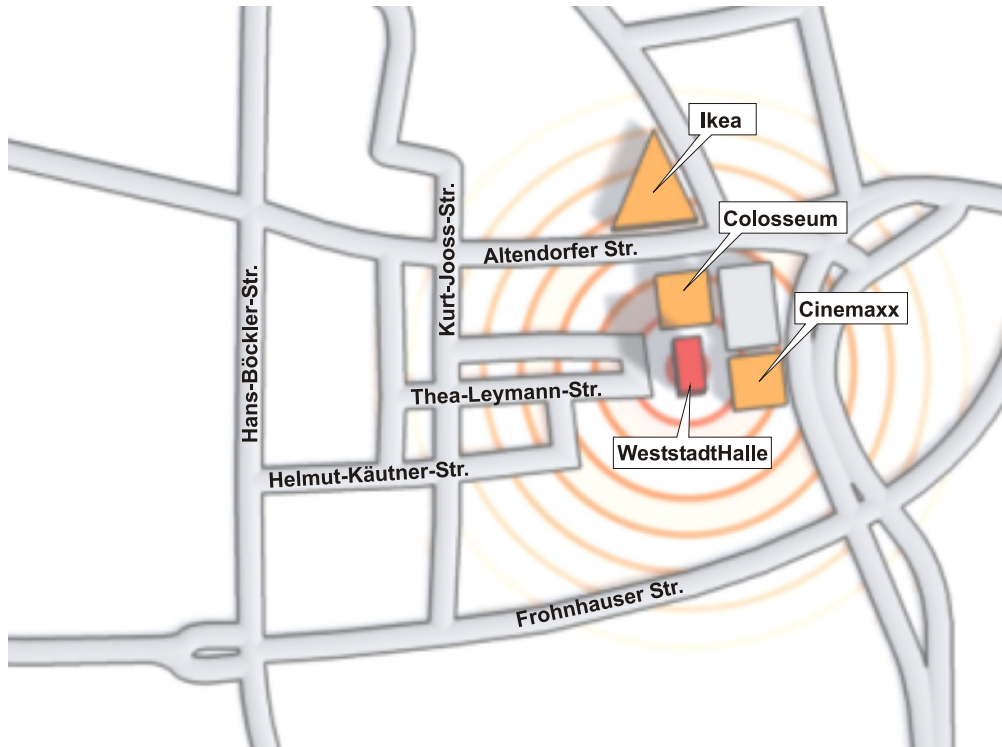 Ikea
Colosseum
Altendorfer Str.
Kurt-Jooss-Str.
Hans-Böckler-Str.
Cinemaxx
Thea-Leymann-Str.
WeststadtHalle
Helmut-Käutner-Str.
Frohnhauser Str.